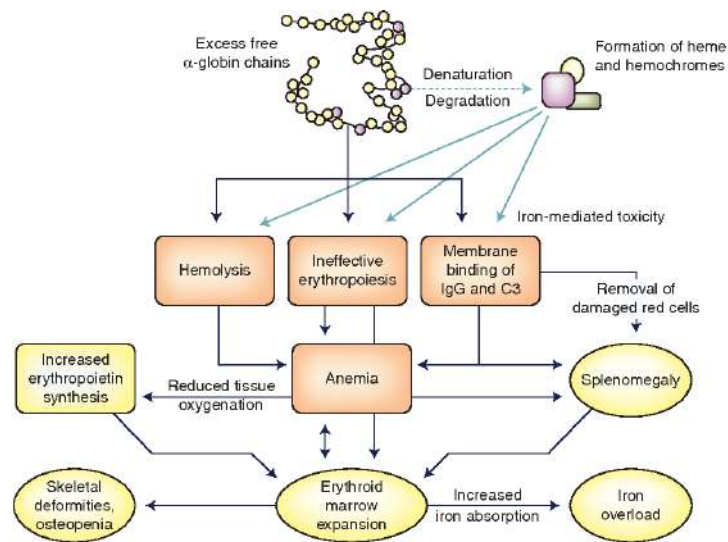 Excess free
α-globin chains
Denaturation
Degradation
Formation of heme
and hemochromes
Iron-mediated toxicity
Hemolysis
Ineffective
erythropoiesis
Membrane
binding of
IgG and C3
Removal of
damaged red cells
Increased
erythropoietin
synthesis
Reduced tissue
oxygenation
Anemia
Splenomegaly
Skeletal
deformities,
osteopenia
Erythroid
marrow
expansion
Increased
iron absorption
Iron
overload